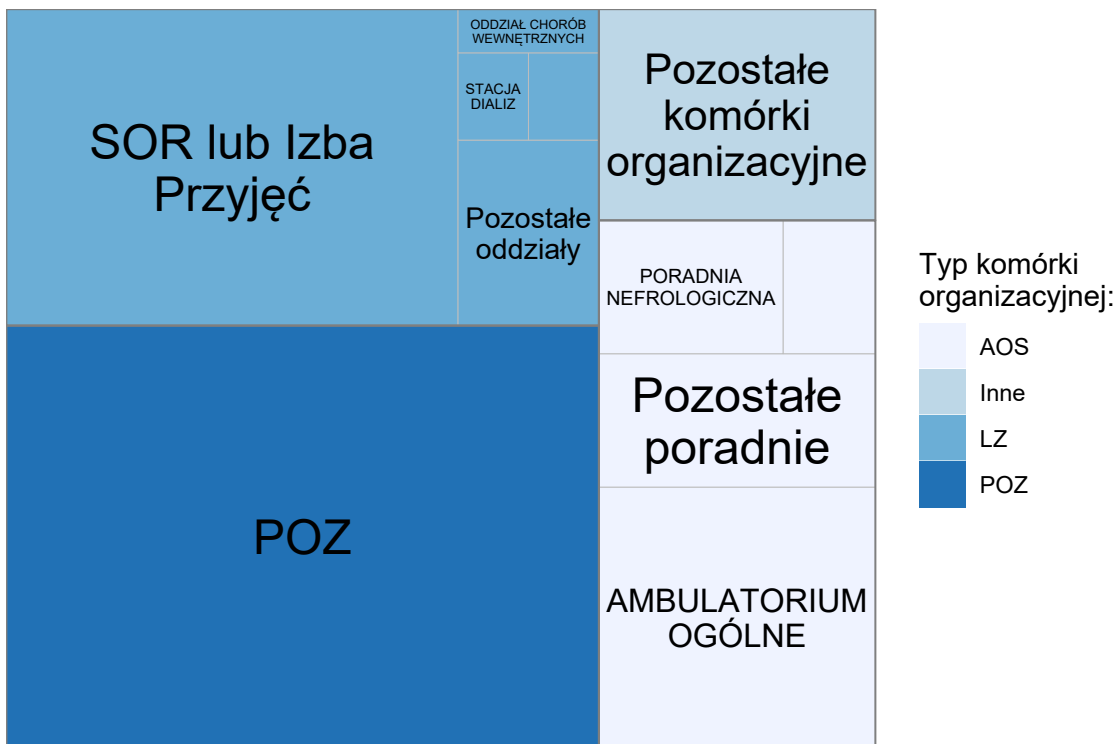 SOR lub Izba
Przyjęć
ODDZIAŁ CHORÓB
WEWNĘTRZNYCH
STACJA
DIALIZ
Pozostałe
oddziały
POZ
Pozostałe
komórki
organizacyjne
PORADNIA
NEFROLOGICZNA
Pozostałe
poradnie
AMBULATORIUM
OGÓLNE
Typ komórki
organizacyjnej:
AOS
Inne
LZ
POZ